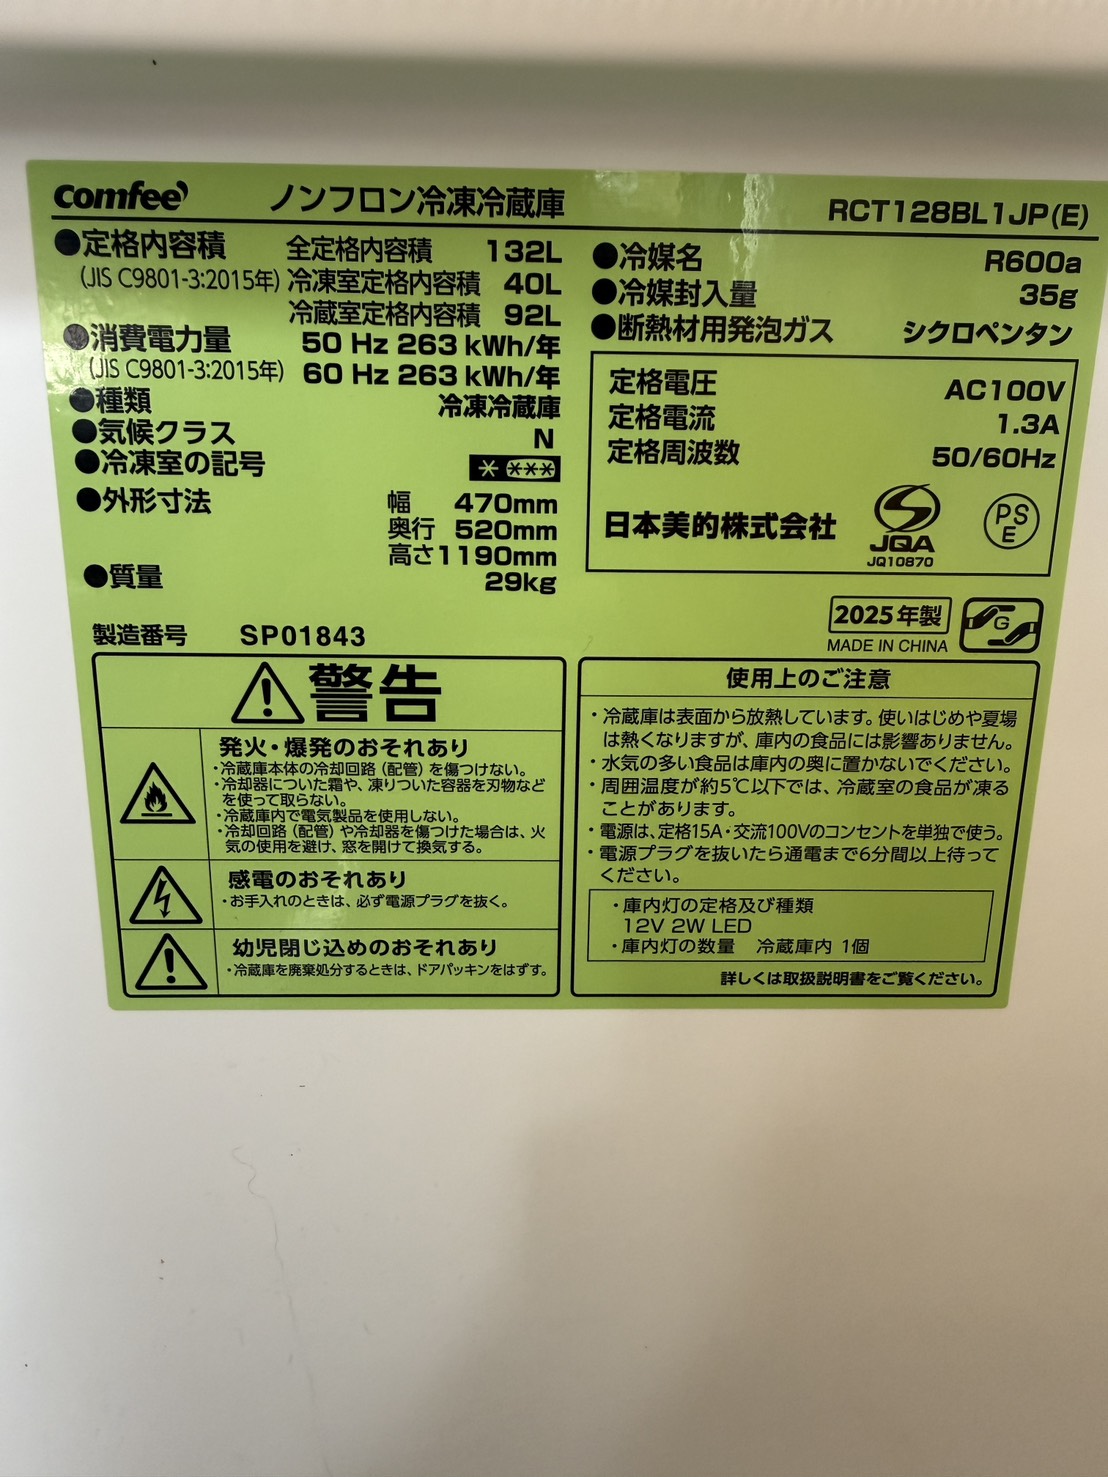 comfee' ノンフロン冷凍冷蔵庫 RCT128BL1JP(E)
●定格内容積 全定格内容積 132L
(JIS C9801-3:2015年) 冷凍室定格内容積 40L
冷蔵室定格内容積 92L
●消費電力量 50 Hz 263 kWh/年
(JIS C9801-3:2015年) 60 Hz 263 kWh/年
●種類 冷凍冷蔵庫
●気候クラス N
●冷凍室の記号
●外形寸法 幅 470mm
奥行 520mm
高さ1190mm
●質量 29kg
製造番号 SP01843
●冷媒名 R600a
●冷媒封入量 35g
●断熱材用発泡ガス シクロペンタン
定格電圧 AC100V
定格電流 1.3A
定格周波数 50/60Hz
日本美的株式会社
JQA
JQ10870
PS
E
2025年製
MADE IN CHINA
G
警告
発火・爆発のおそれあり
・冷蔵庫本体の冷却回路(配管)を傷つけない。
・冷却器についた霜や、凍りついた容器を刃物など
を使って取らない。
・冷蔵庫内で電気製品を使用しない。
・冷却回路(配管)や冷却器を傷つけた場合は、火
気の使用を避け、窓を開けて換気する。
感電のおそれあり
・お手入れのときは、必ず電源プラグを抜く。
幼児閉じ込めのおそれあり
・冷蔵庫を廃棄処分するときは、ドアパッキンをはずす。
使用上のご注意
・冷蔵庫は表面から放熱しています。使いはじめや夏場
は熱くなりますが、庫内の食品には影響ありません。
・水気の多い食品は庫内の奥に置かないでください。
・周囲温度が約5℃以下では、冷蔵室の食品が凍る
ことがあります。
・電源は、定格15A・交流100Vのコンセントを単独で使う。
・電源プラグを抜いたら通電まで6分間以上待って
ください。
・庫内灯の定格及び種類
12V 2W LED
・庫内灯の数量 冷蔵庫内 1個
詳しくは取扱説明書をご覧ください。